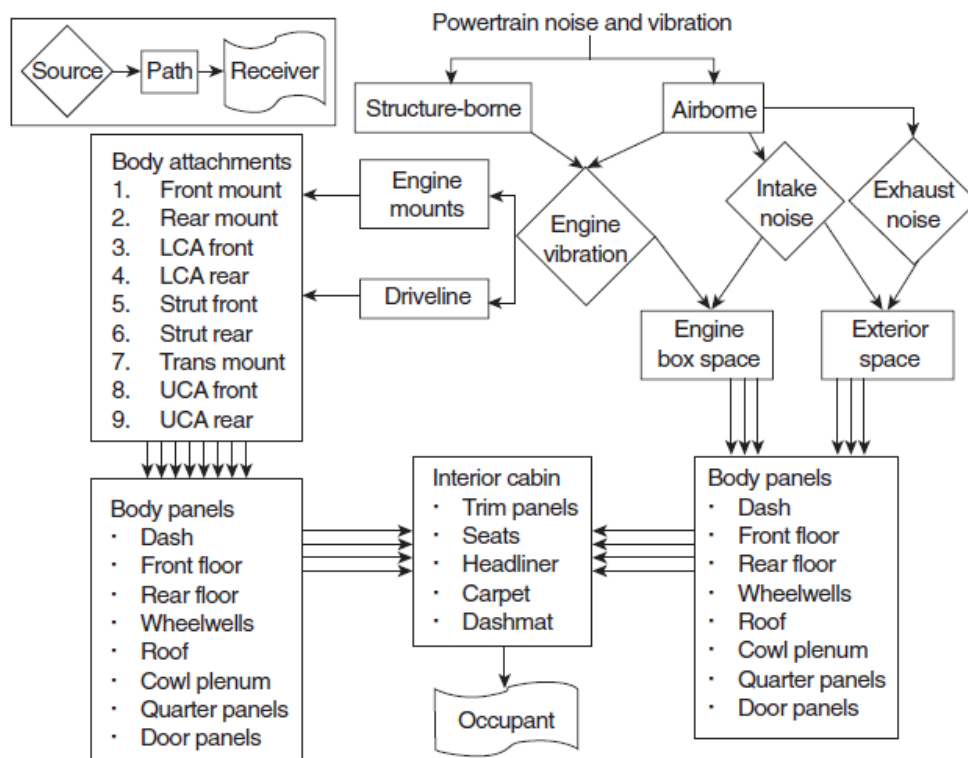 Powertrain noise and vibration
Source
Path
Receiver
Structure-borne
Airborne
Body attachments
1. Front mount
2. Rear mount
3. LCA front
4. LCA rear
5. Strut front
6. Strut rear
7. Trans mount
8. UCA front
9. UCA rear
Engine
mounts
Driveline
Engine
vibration
Intake
noise
Exhaust
noise
Engine
box space
Exterior
space
Body panels
· Dash
· Front floor
· Rear floor
· Wheelwells
· Roof
· Cowl plenum
· Quarter panels
· Door panels
Interior cabin
· Trim panels
· Seats
· Headliner
· Carpet
· Dashmat
Occupant
Body panels
· Dash
· Front floor
· Rear floor
· Wheelwells
· Roof
· Cowl plenum
· Quarter panels
· Door panels